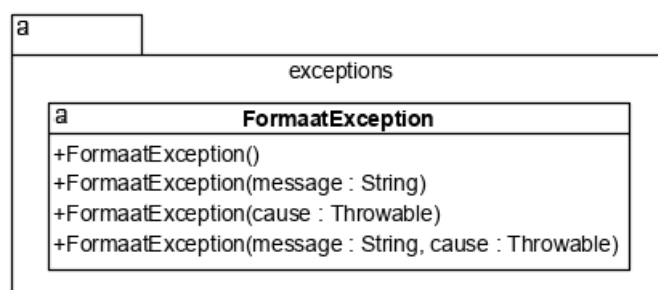 a
exceptions
a
FormaatException
+FormaatException()
+FormaatException(message : String)
+FormaatException(cause : Throwable)
+FormaatException(message : String, cause : Throwable)